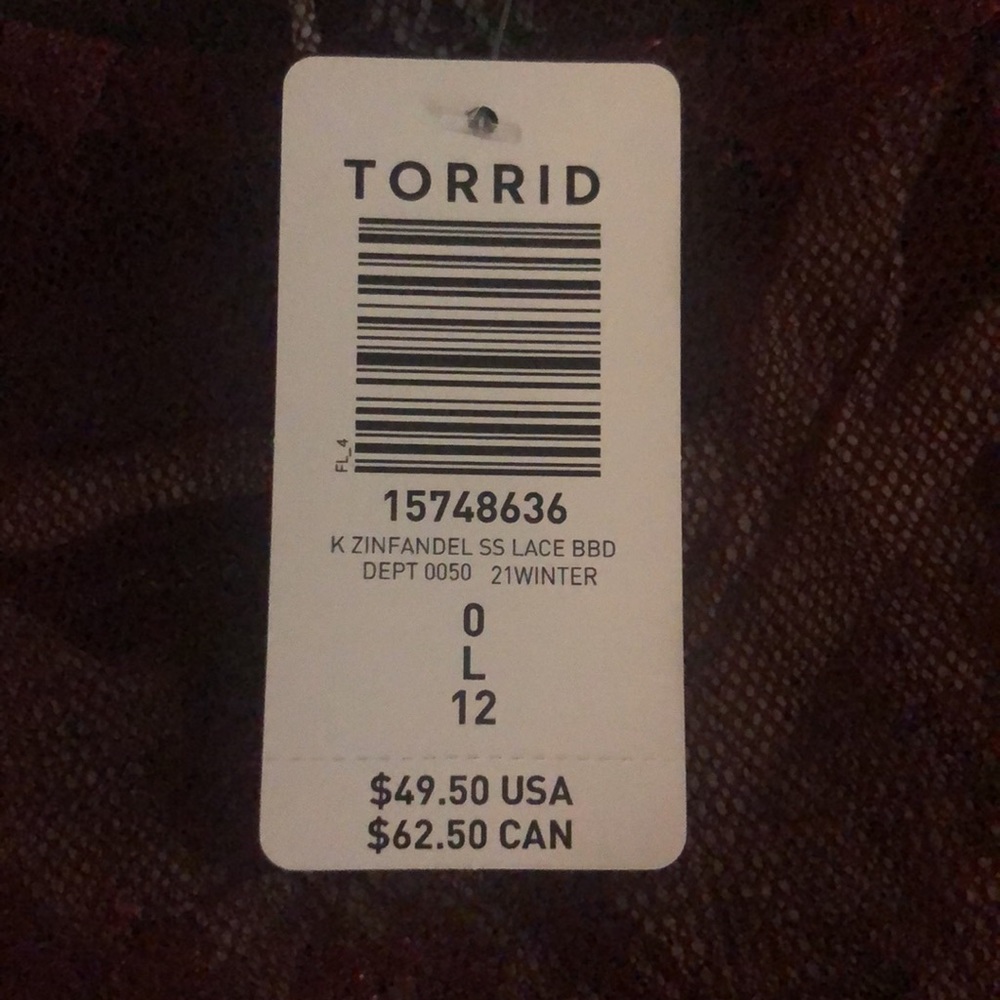 TORRID
FL_4
15748636
K ZINFANDEL SS LACE BBD
DEPT 0050 21WINTER
0
L
12
$49.50 USA
$62.50 CAN